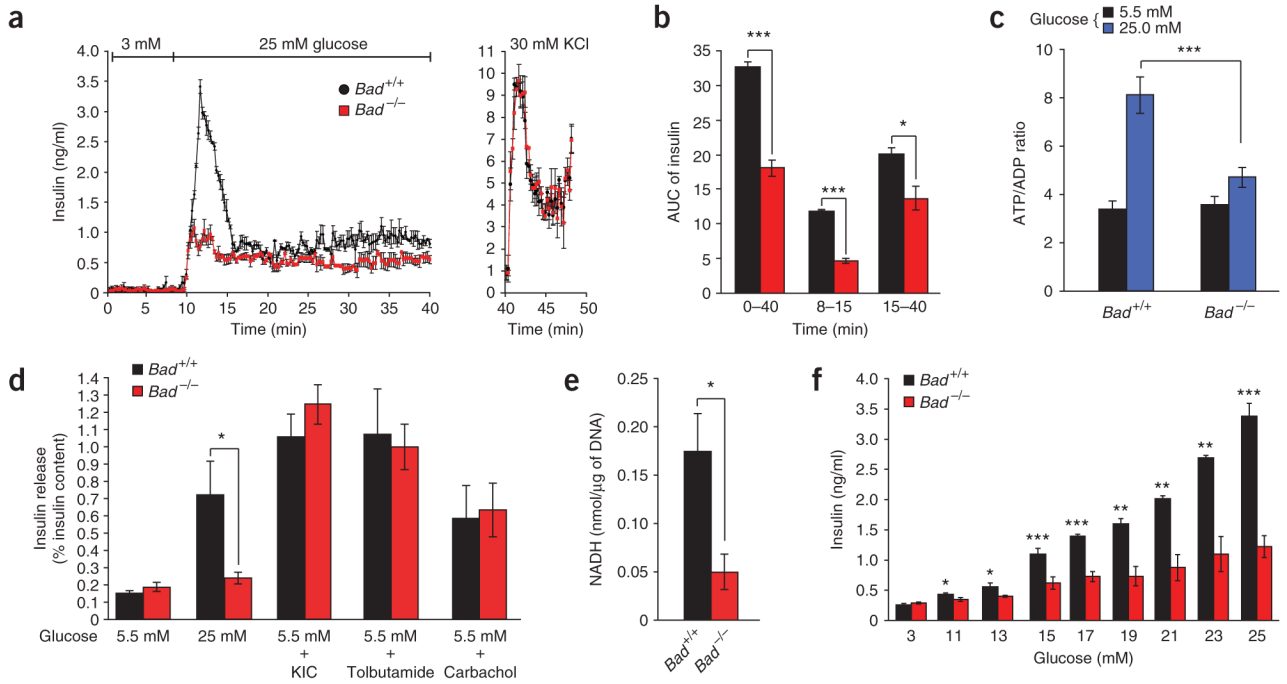 a
3 mM
25 mM glucose
Bad+/+
Bad−/−
4.0
3.5
3.0
2.5
2.0
1.5
1.0
0.5
0
Insulin (ng/ml)
0 5 10 15 20 25 30 35 40
Time (min)
30 mM KCl
11
10
9
8
7
6
5
4
3
2
1
0
40 45 50
b
35
30
25
20
15
10
5
0
AUC of insulin
***
***
*
0–40 8–15 15–40
Time (min)
c
Glucose { 5.5 mM
25.0 mM
***
8
6
4
2
0
ATP/ADP ratio
Bad+/+ Bad−/−
d
Bad+/+
Bad−/−
1.4
1.3
1.2
1.1
1.0
0.9
0.8
0.7
0.6
0.5
0.4
0.3
0.2
0.1
0
Insulin release
(% insulin content)
*
Glucose 5.5 mM 25 mM 5.5 mM 5.5 mM 5.5 mM
+ + +
KIC Tolbutamide Carbachol
e
0.25
0.20
0.15
0.10
0.05
0
NADH (nmol/μg of DNA)
*
Bad+/+ Bad−/−
f
Bad+/+
Bad−/−
4.0
3.5
3.0
2.5
2.0
1.5
1.0
0.5
0
Insulin (ng/ml)
* * *** *** ** ** ** ***
3 11 13 15 17 19 21 23 25
Glucose (mM)